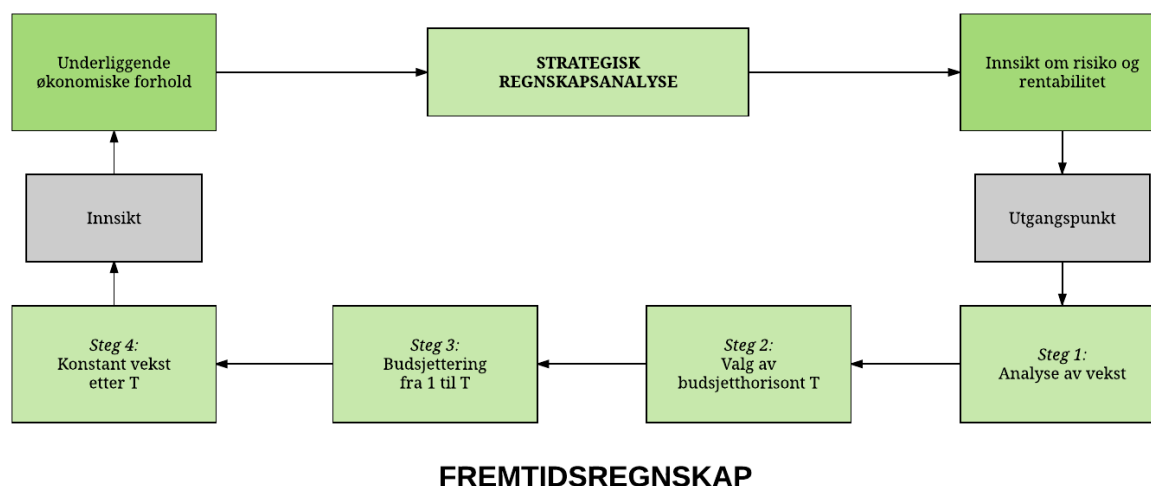 Underliggende
økonomiske forhold
STRATEGISK
REGNSKAPSANALYSE
Innsikt om risiko og
rentabilitet
Innsikt
Utgangspunkt
Steg 4:
Konstant vekst
etter T
Steg 3:
Budsjettering
fra 1 til T
Steg 2:
Valg av
budsjetthorisont T
Steg 1:
Analyse av vekst
FREMTIDSREGNSKAP